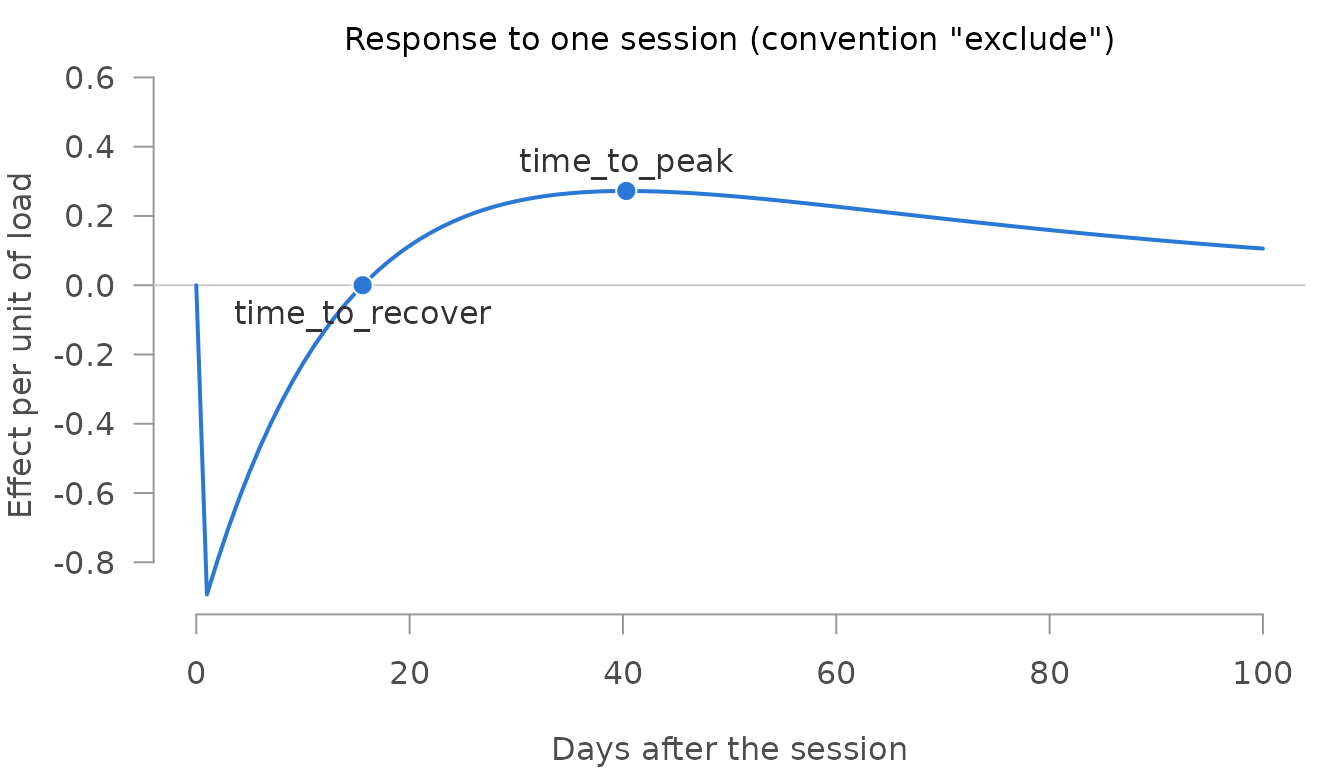 Response to one session (convention "exclude")
Effect per unit of load
0.6
0.4
0.2
0.0
-0.2
-0.4
-0.6
-0.8
time_to_peak
time_to_recover
0 20 40 60 80 100
Days after the session